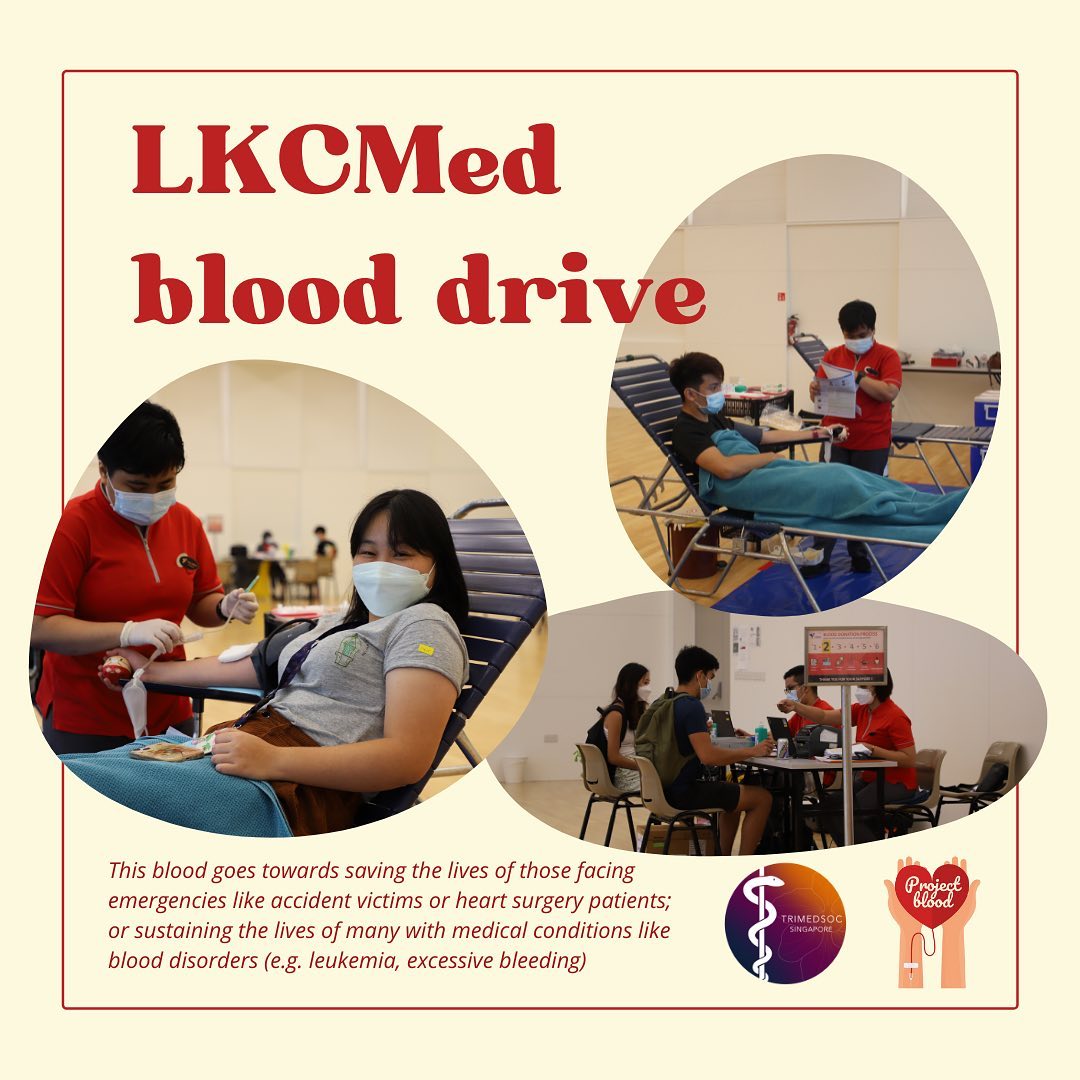 LKCMed
blood drive
BLOOD DONATION PROCESS
1 • 2 • 3 • 4 • 5 • 6
THANK YOU FOR YOUR SUPPORT!
This blood goes towards saving the lives of those facing
emergencies like accident victims or heart surgery patients;
or sustaining the lives of many with medical conditions like
blood disorders (e.g. leukemia, excessive bleeding)
TRIMEDSOC
SINGAPORE
Project
blood